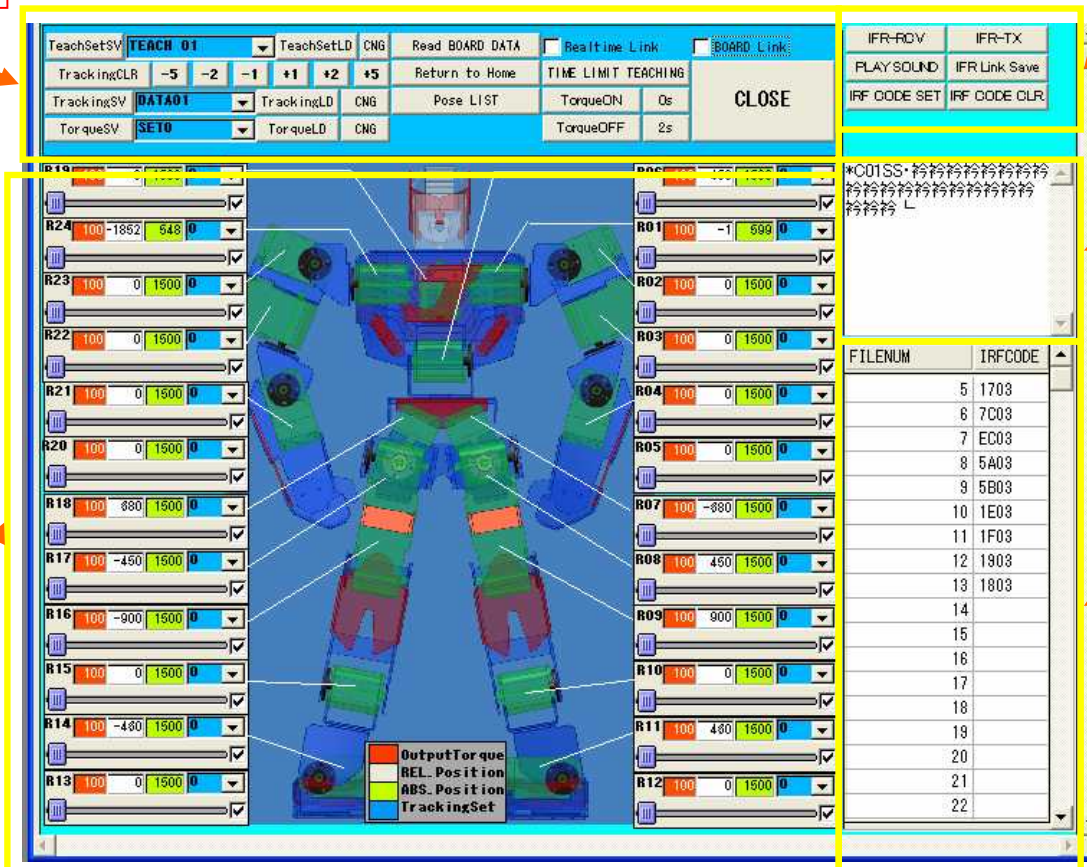 TeachSetSV TEACH 01 TeachSetLD CNG Read BOARD DATA Realtime Link BOARD Link
TrackingCLR -5 -2 -1 +1 +2 +5 Return to Home TIME LIMIT TEACHING CLOSE
TrackingSV DATA01 TrackingLD CNG Pose LIST TorqueON 0s
TorqueSV SET0 TorqueLD CNG TorqueOFF 2s
IFR-RCV IFR-TX
PLAY SOUND IFR Link Save
IRF CODE SET IRF CODE CLR
R19 100 0 1500
R24 100 -1852 548 0
R23 100 0 1500 0
R22 100 0 1500 0
R21 100 0 1500 0
R20 100 0 1500 0
R18 100 680 1500 0
R17 100 -450 1500 0
R16 100 -900 1500 0
R15 100 0 1500 0
R14 100 -460 1500 0
R13 100 0 1500 0
OutputTorque
REL.Position
ABS.Position
TrackingSet
R06 100 1500
R01 100 -1 599 0
R02 100 0 1500 0
R03 100 0 1500 0
R04 100 0 1500 0
R05 100 0 1500 0
R07 100 -680 1500 0
R08 100 450 1500 0
R09 100 900 1500 0
R10 100 0 1500 0
R11 100 460 1500 0
R12 100 0 1500 0
*C01SS・
FILENUM IRFCODE
5 1703
6 7C03
7 EC03
8 5A03
9 5B03
10 1E03
11 1F03
12 1903
13 1803
14
15
16
17
18
19
20
21
22